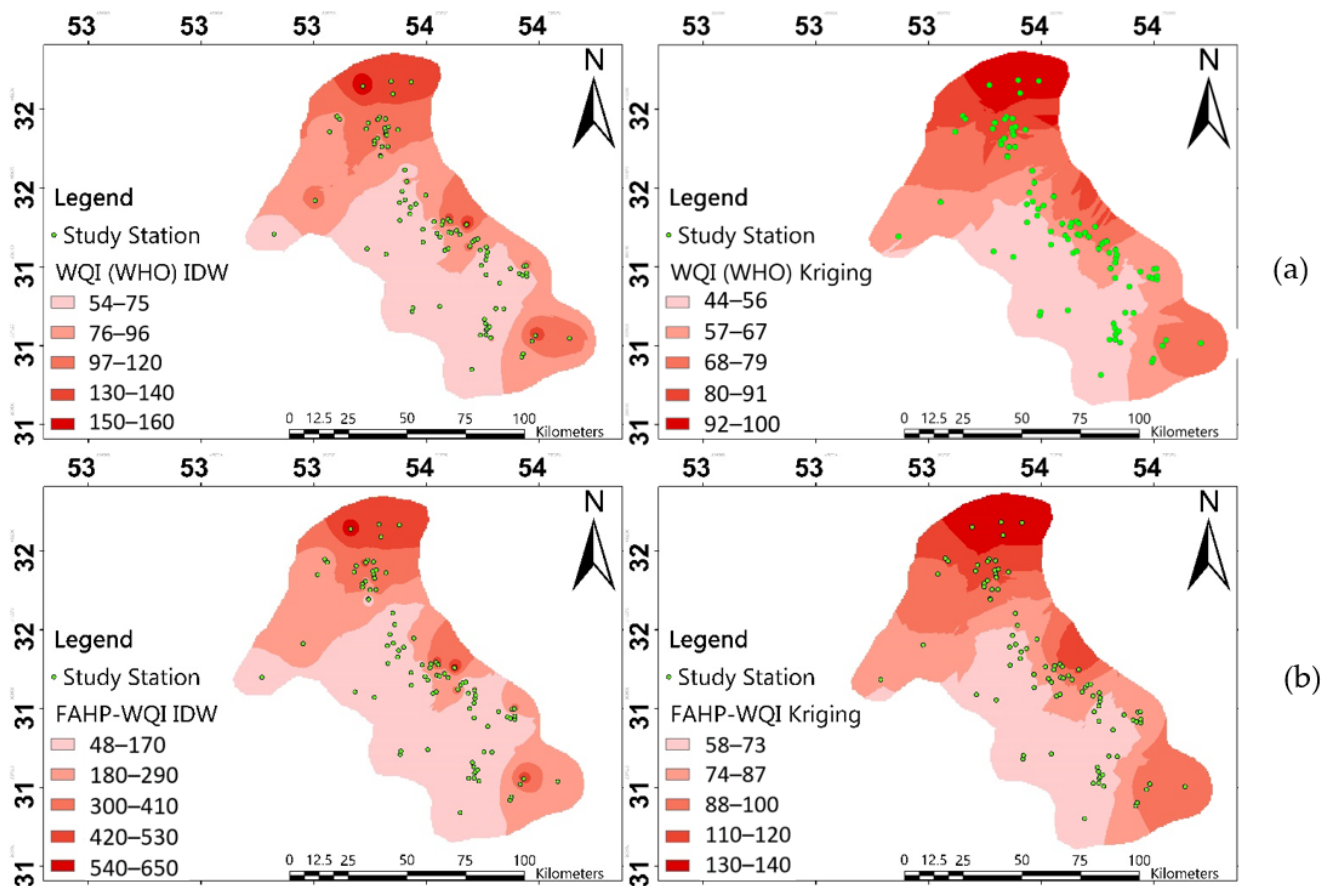 53 53 53 54 54
53 53 53 54 54
32
32
31
31
31
N
Legend
Study Station
WQI (WHO) IDW
54–75
76–96
97–120
130–140
150–160
0 12.5 25 50 75 100
Kilometers
32
32
31
31
31
N
Legend
Study Station
WQI (WHO) Kriging
44–56
57–67
68–79
80–91
92–100
0 12.5 25 50 75 100
Kilometers
(a)
53 53 53 54 54
53 53 53 54 54
32
32
31
31
31
N
Legend
Study Station
FAHP-WQI IDW
48–170
180–290
300–410
420–530
540–650
0 12.5 25 50 75 100
Kilometers
32
32
31
31
31
N
Legend
Study Station
FAHP-WQI Kriging
58–73
74–87
88–100
110–120
130–140
0 12.5 25 50 75 100
Kilometers
(b)